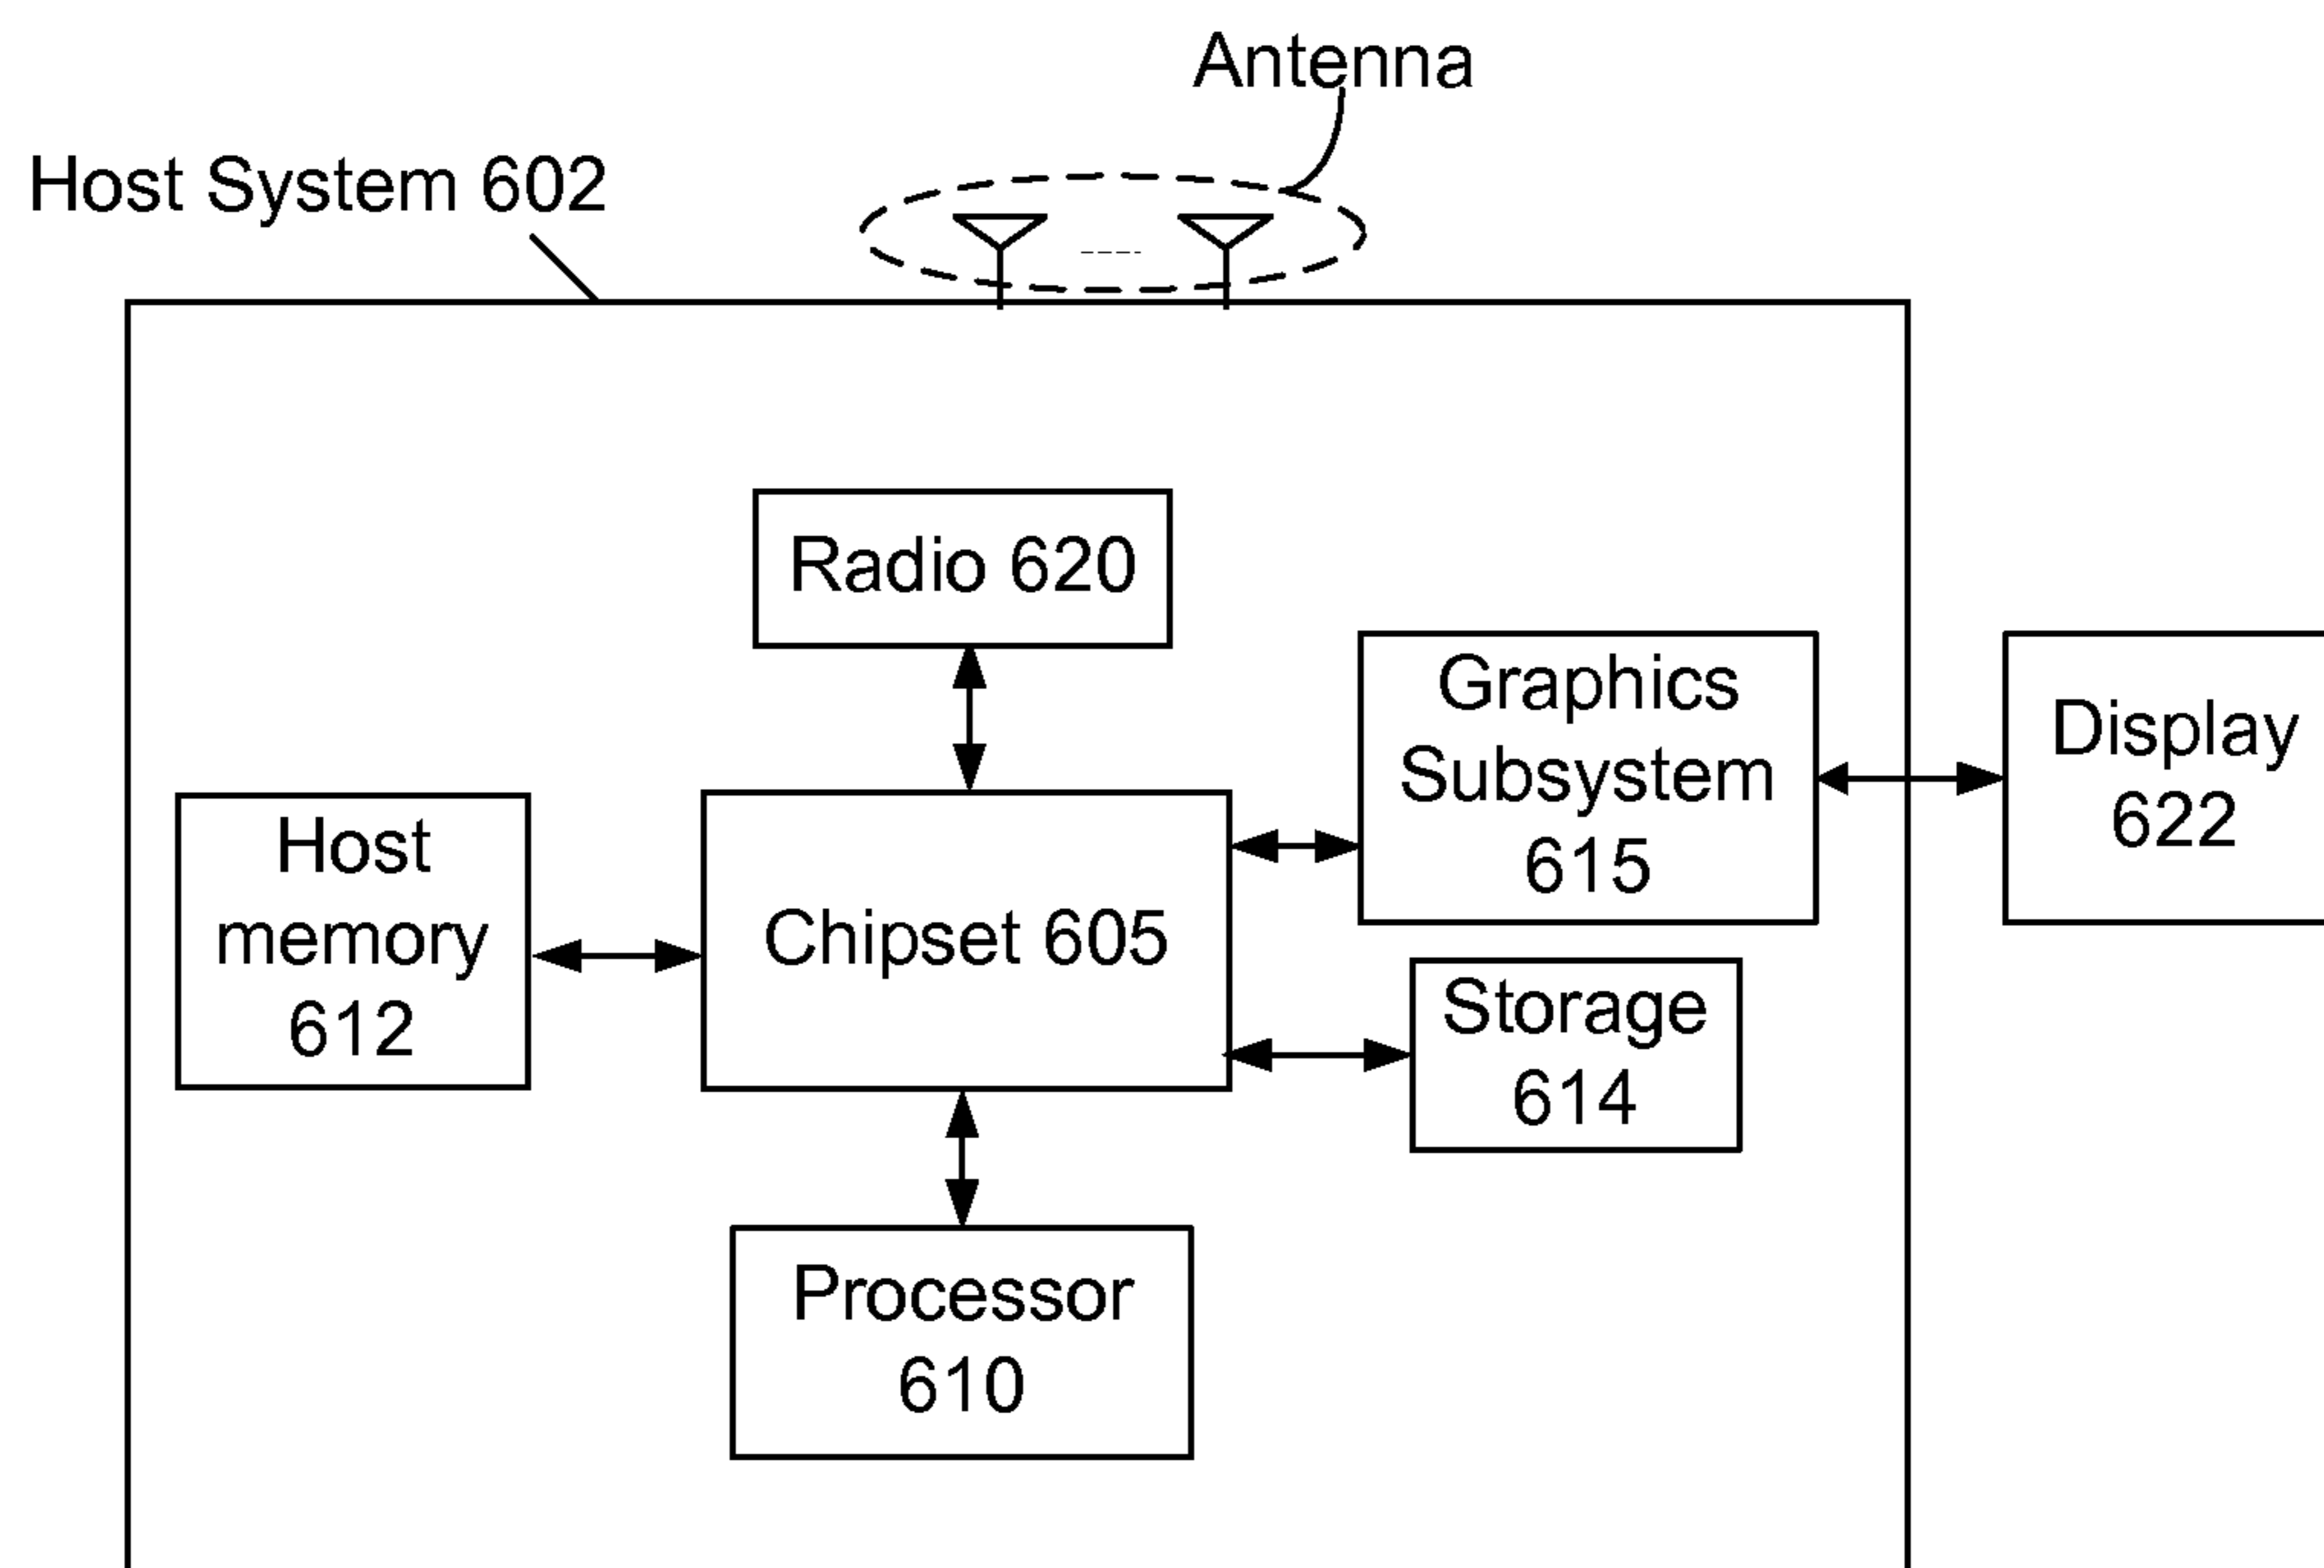 Antenna
Host System 602
Radio 620
Graphics
Subsystem
615
Display
622
Host
memory
612
Chipset 605
Storage
614
Processor
610